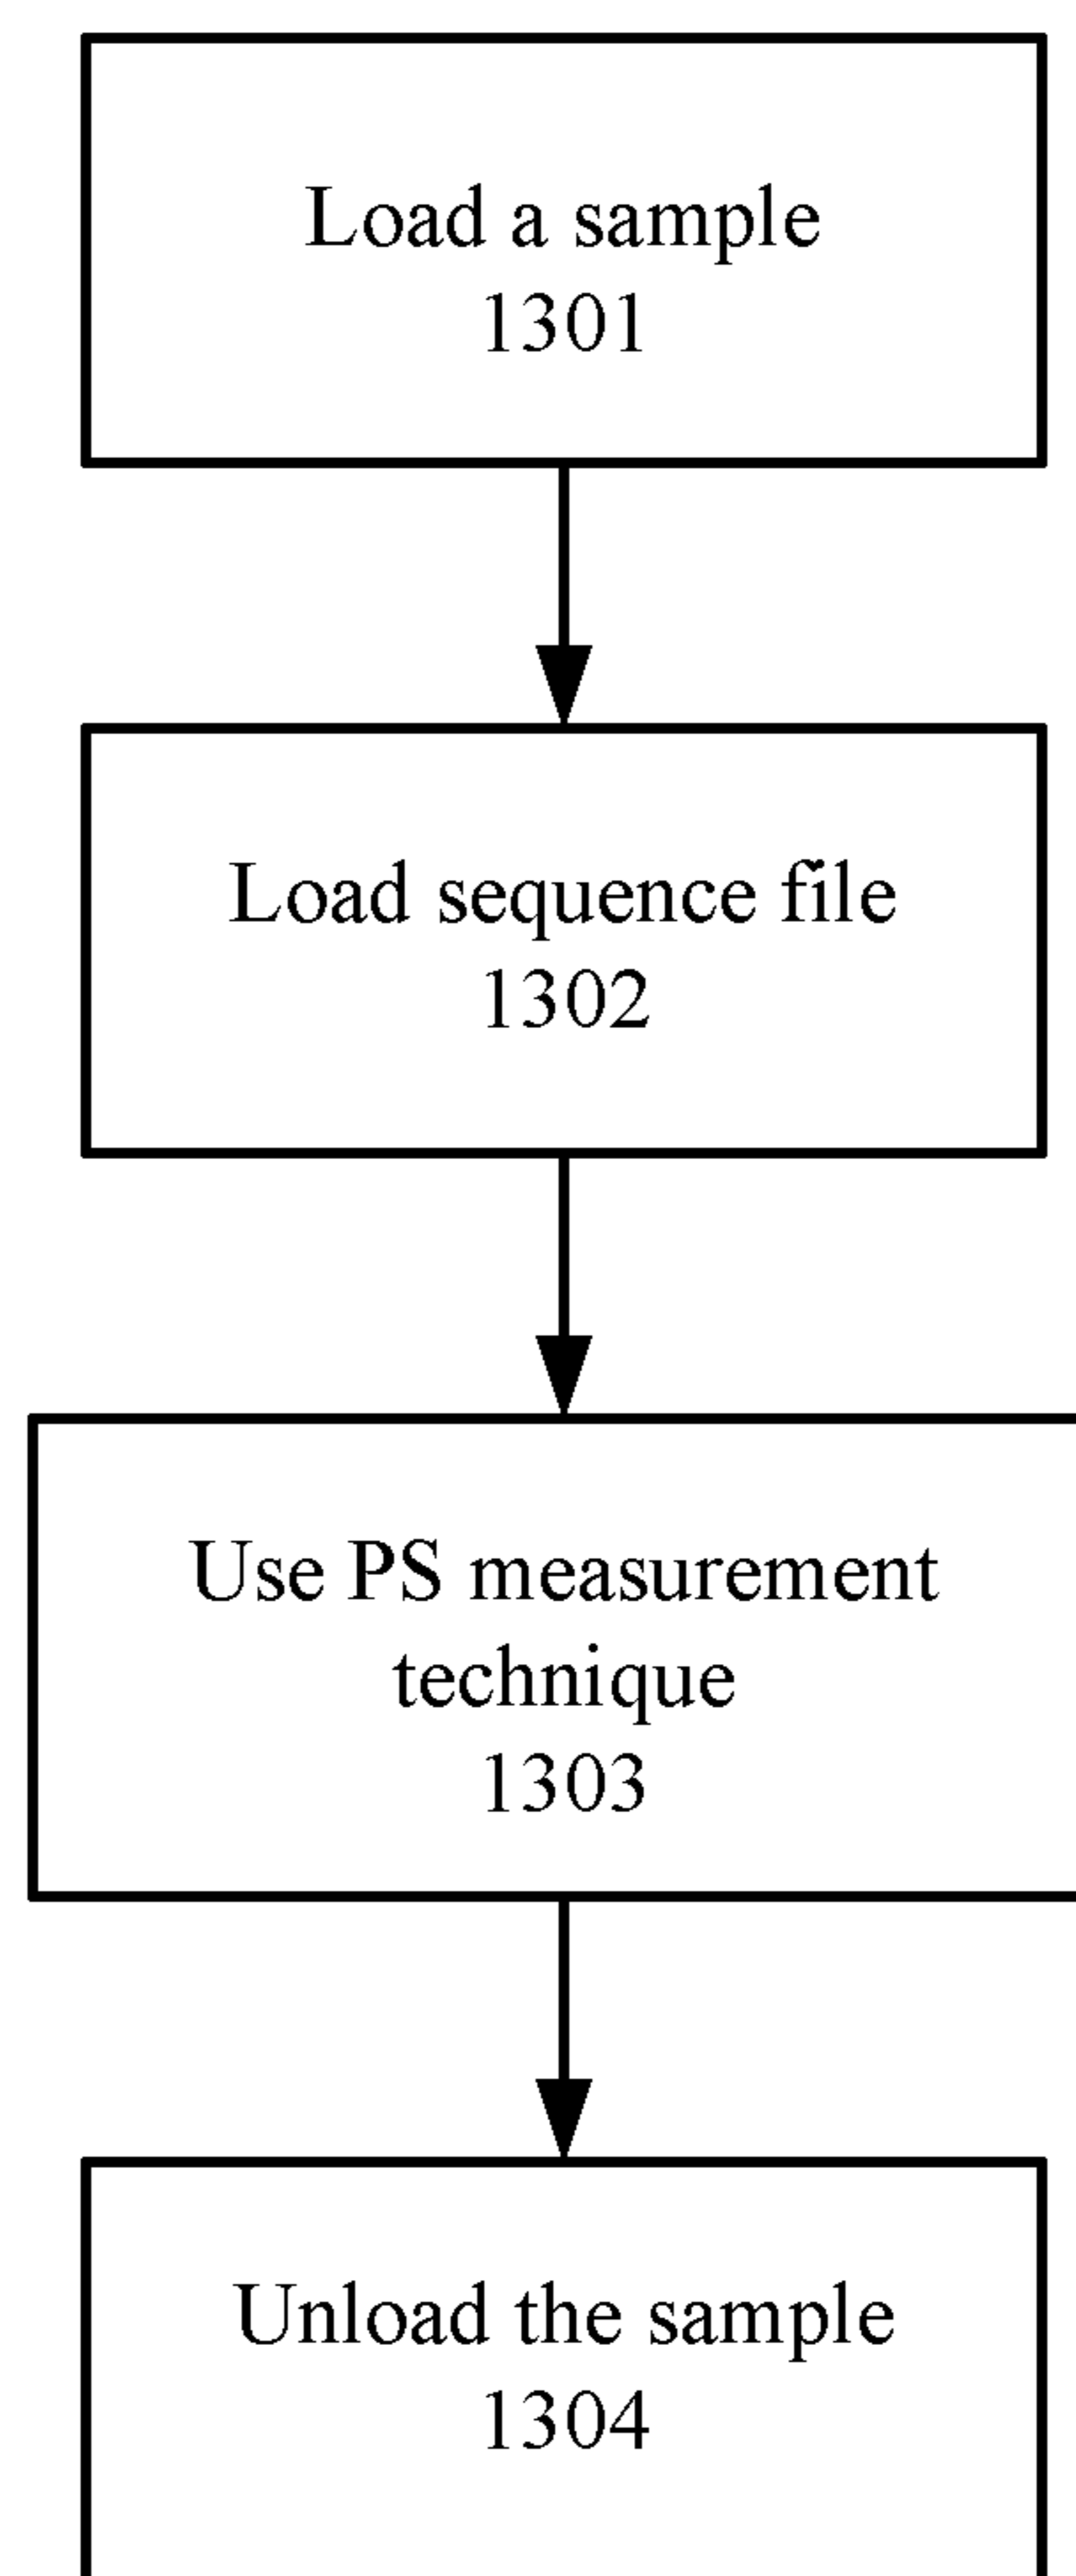 Load a sample
1301
Load sequence file
1302
Use PS measurement
technique
1303
Unload the sample
1304